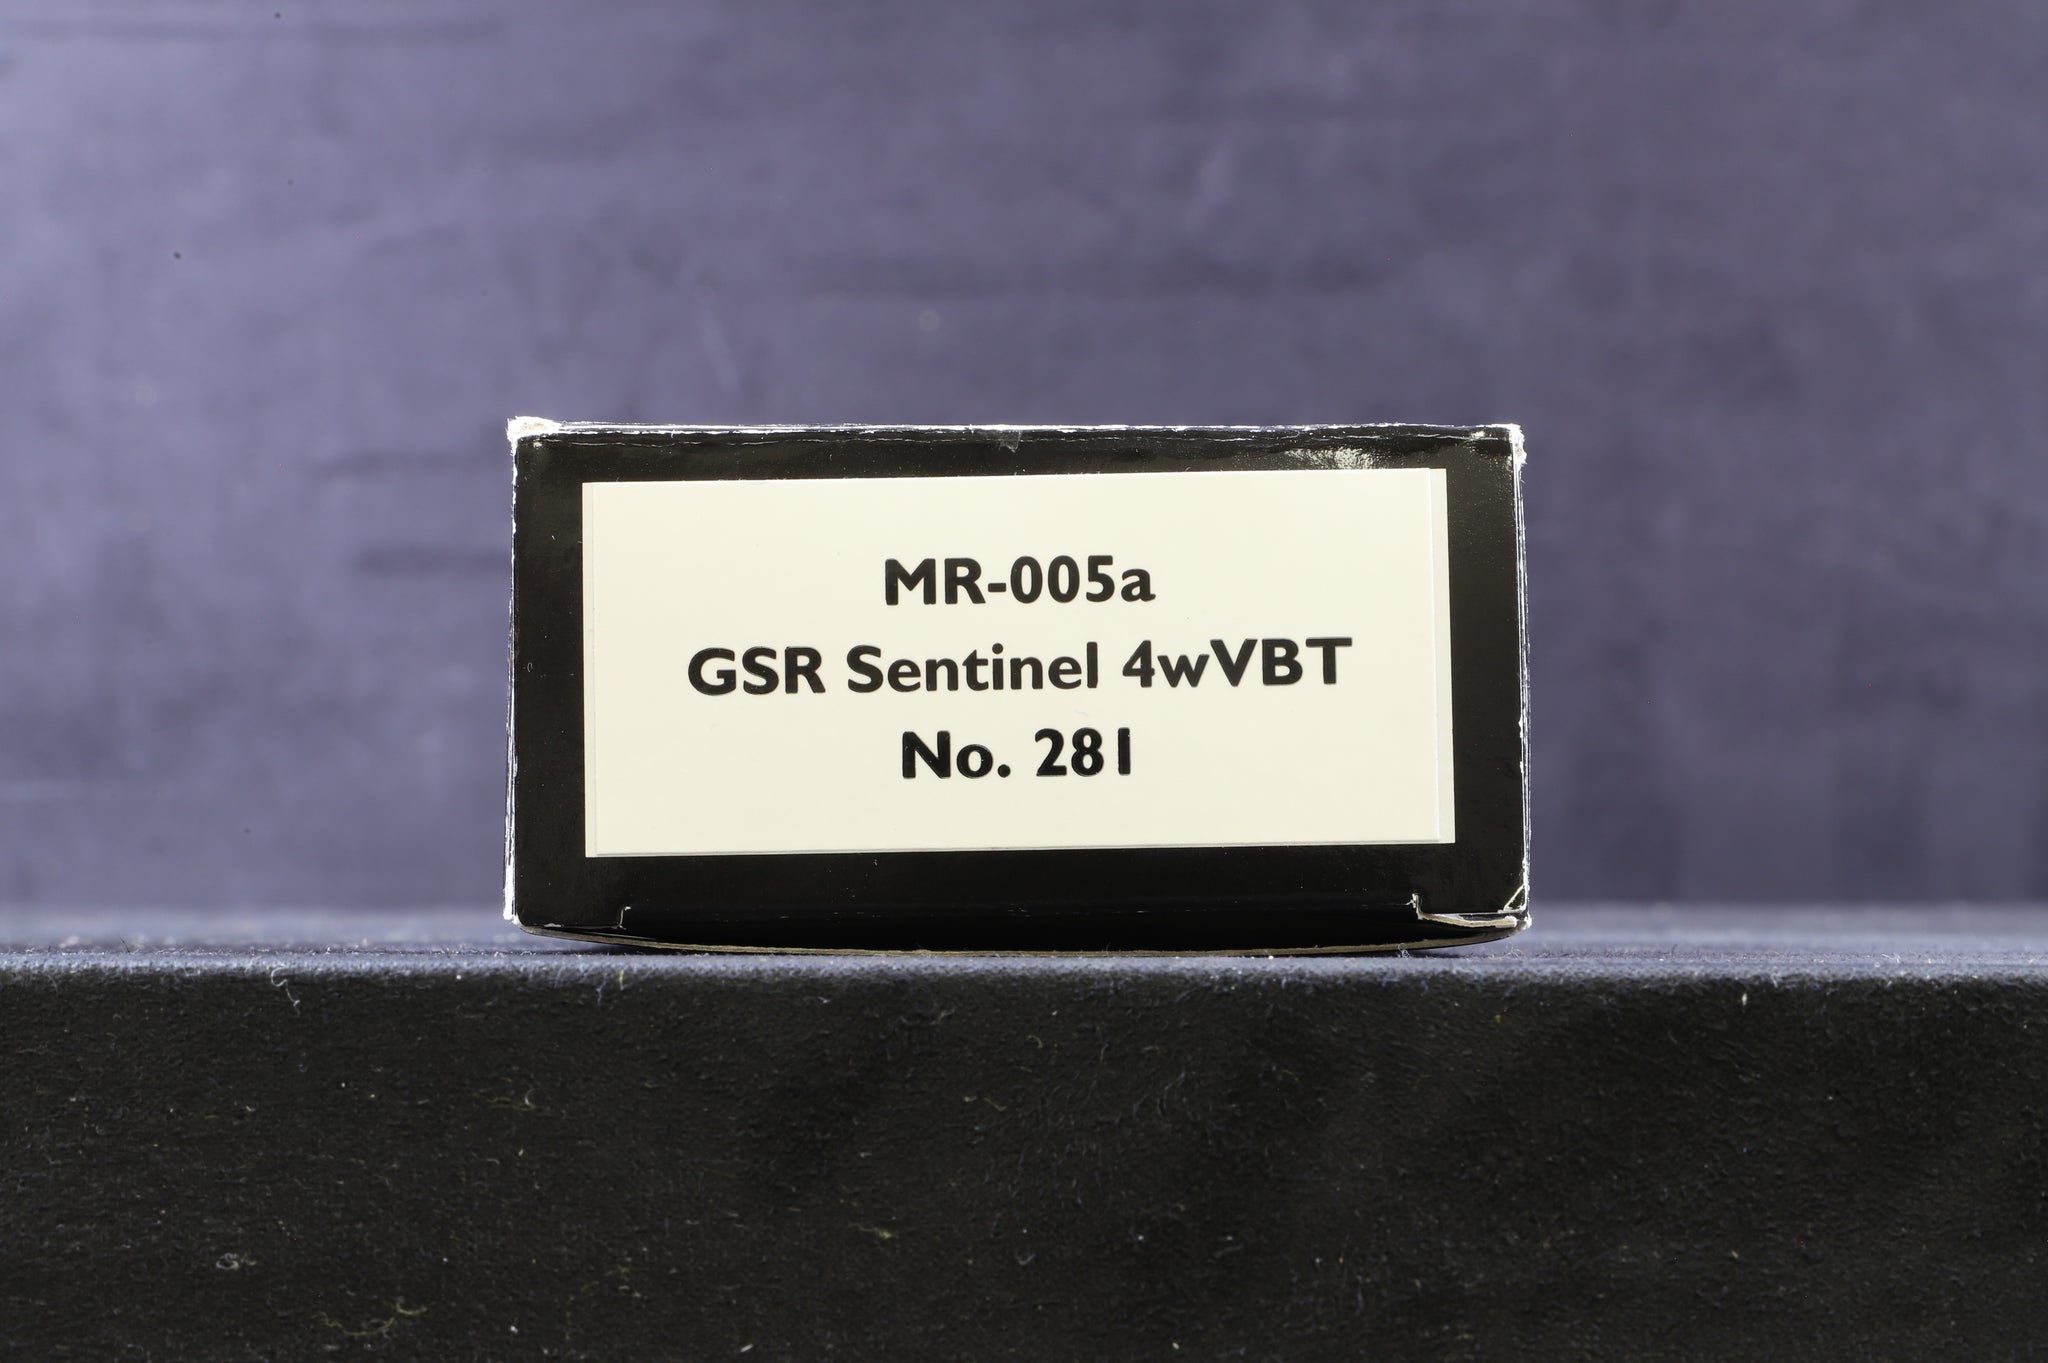 MR-005a
GSR Sentinel 4wVBT
No. 281